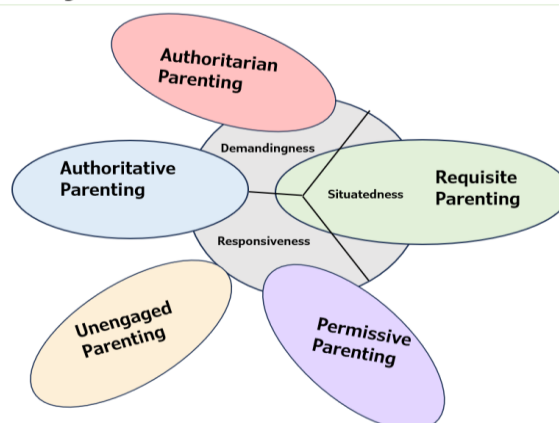 Authoritarian
Parenting
Demandingness
Authoritative
Parenting
Situatedness
Requisite
Parenting
Responsiveness
Unengaged
Parenting
Permissive
Parenting